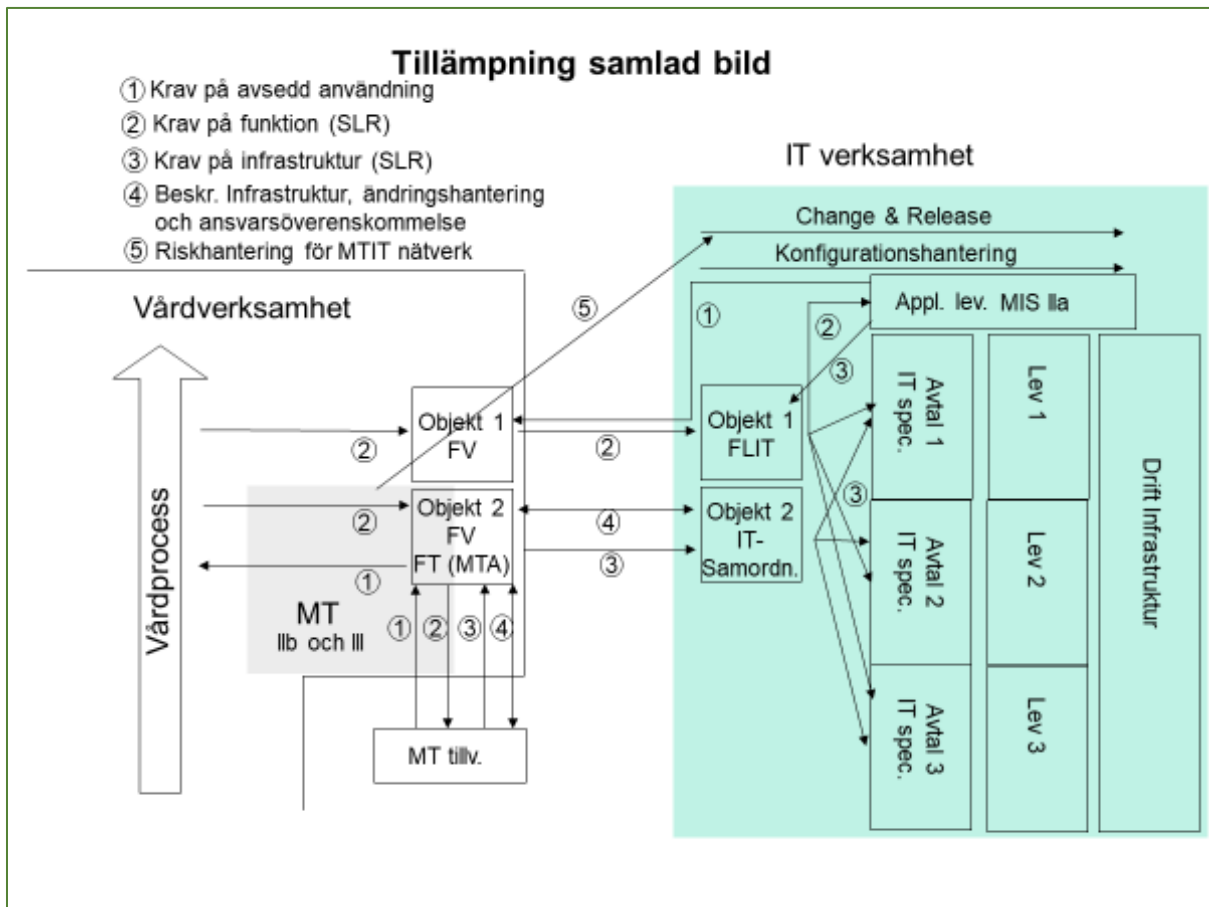 Tillämpning samlad bild
① Krav på avsedd användning
② Krav på funktion (SLR)
③ Krav på infrastruktur (SLR)
④ Beskr. Infrastruktur, ändringshantering
och ansvarsöverenskommelse
⑤ Riskhantering för MTIT nätverk
IT verksamhet
Change & Release
Konfigurationshantering
Appl. lev. MIS IIa
Vårdverksamhet
⑤
①
②
③
Objekt 1
FV
②
②
Objekt 1
FLIT
Avtal 1
IT spec.
Lev 1
Drift Infrastruktur
Vårdprocess
②
①
MT
IIb och III
Objekt 2
FV
FT (MTA)
④
③
Objekt 2
IT-
Samordn.
③
Avtal 2
IT spec.
Lev 2
①
②
③
④
MT tillv.
Avtal 3
IT spec.
Lev 3